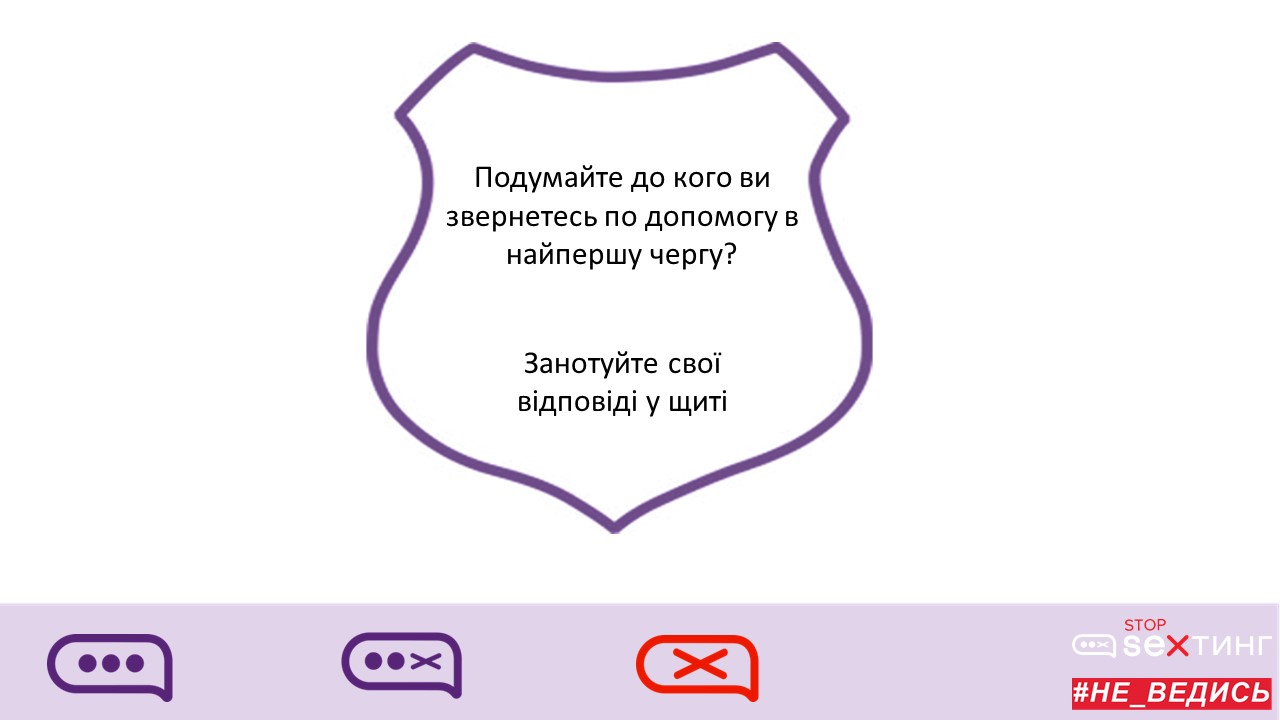 Подумайте до кого ви
звернетесь по допомогу в
найпершу чергу?
Занотуйте свої
відповіді у щиті
STOP
sexтинг
#НЕ_ВЕДИСЬ